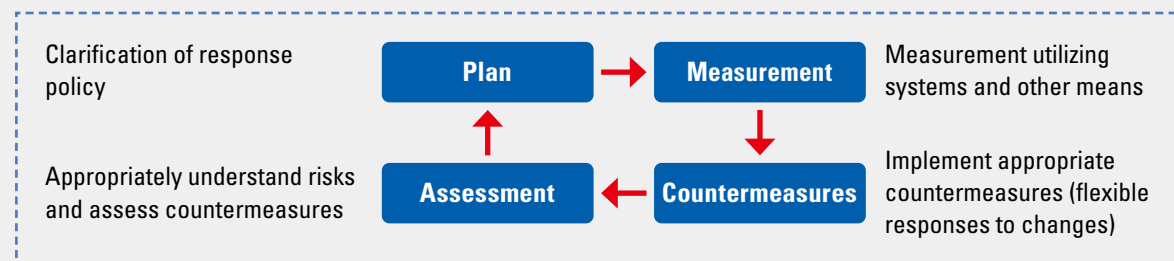 Clarification of response
policy
Plan
Measurement
Measurement utilizing
systems and other means
Appropriately understand risks
and assess countermeasures
Assessment
Countermeasures
Implement appropriate
countermeasures (flexible
responses to changes)